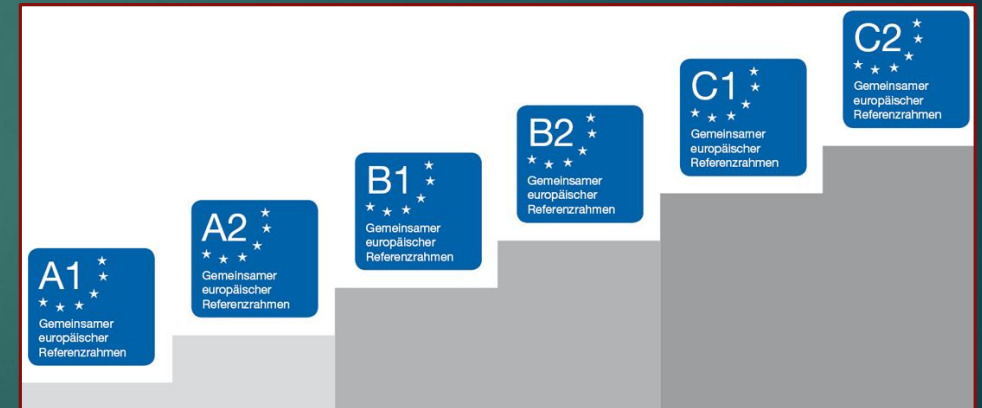 A1
Gemeinsamer
europäischer
Referenzrahmen
A2
Gemeinsamer
europäischer
Referenzrahmen
B1
Gemeinsamer
europäischer
Referenzrahmen
B2
Gemeinsamer
europäischer
Referenzrahmen
C1
Gemeinsamer
europäischer
Referenzrahmen
C2
Gemeinsamer
europäischer
Referenzrahmen